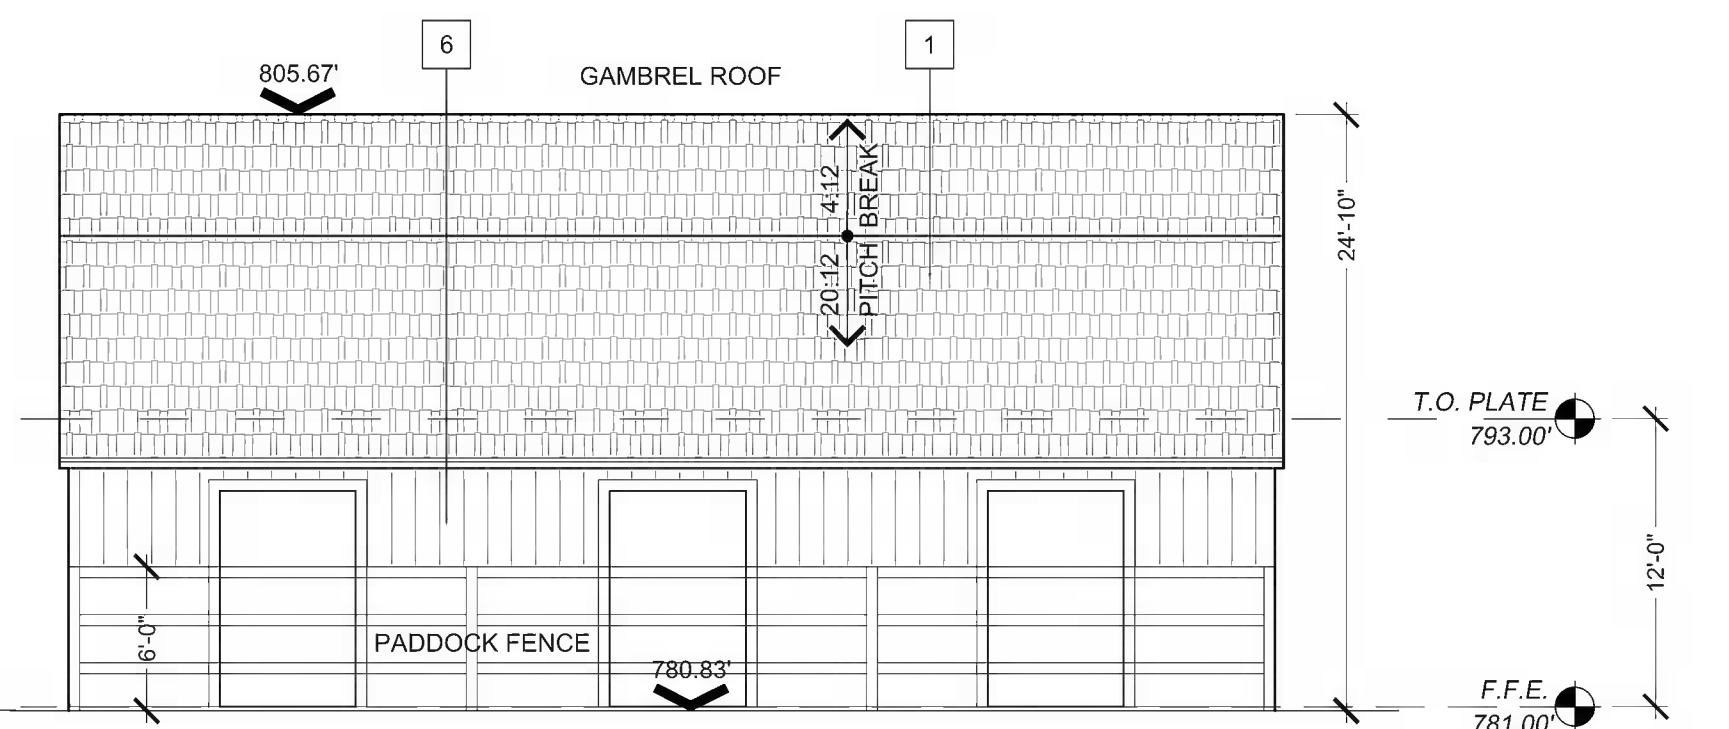 6
1
805.67'
GAMBREL ROOF
4:12
20:12
PITCH BREAK
24'-10"
T.O. PLATE
793.00'
12'-0"
6'-0"
PADDOCK FENCE
780.83'
F.F.E.
781.00'